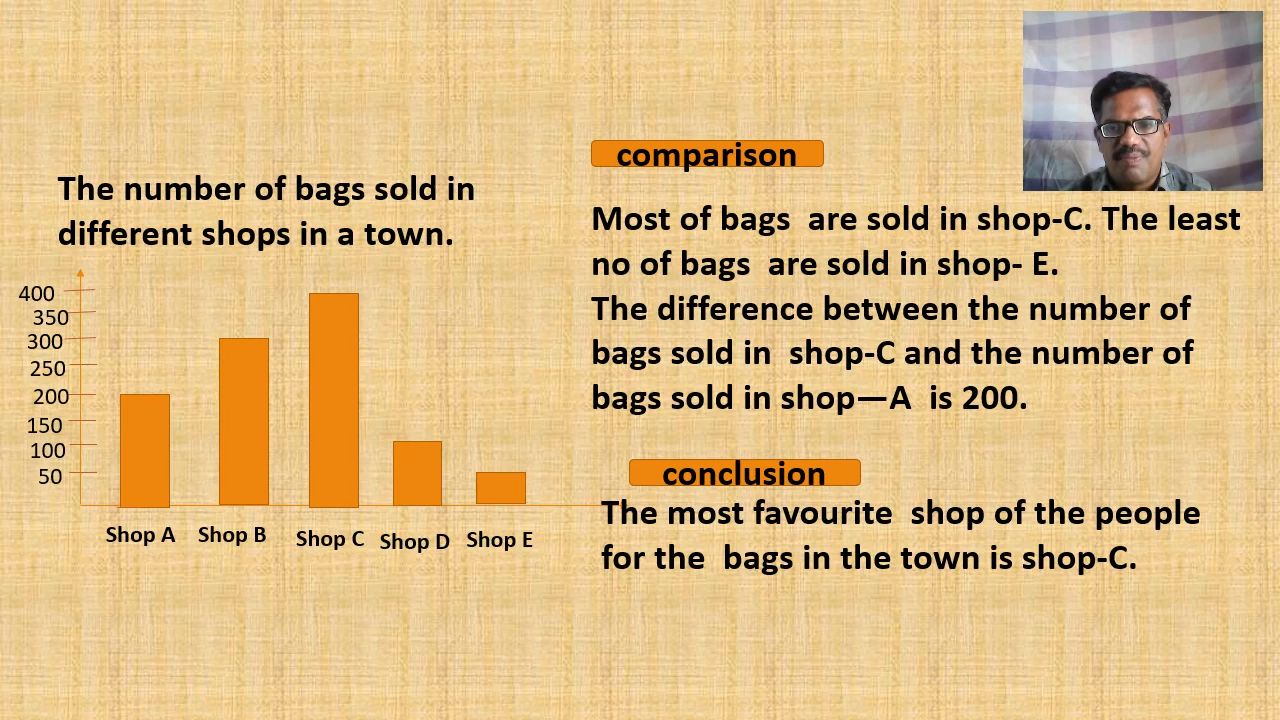 The number of bags sold in
different shops in a town.
400
350
300
250
200
150
100
50
Shop A Shop B Shop C Shop D Shop E
comparison
Most of bags are sold in shop-C. The least
no of bags are sold in shop- E.
The difference between the number of
bags sold in shop-C and the number of
bags sold in shop—A is 200.
conclusion
The most favourite shop of the people
for the bags in the town is shop-C.